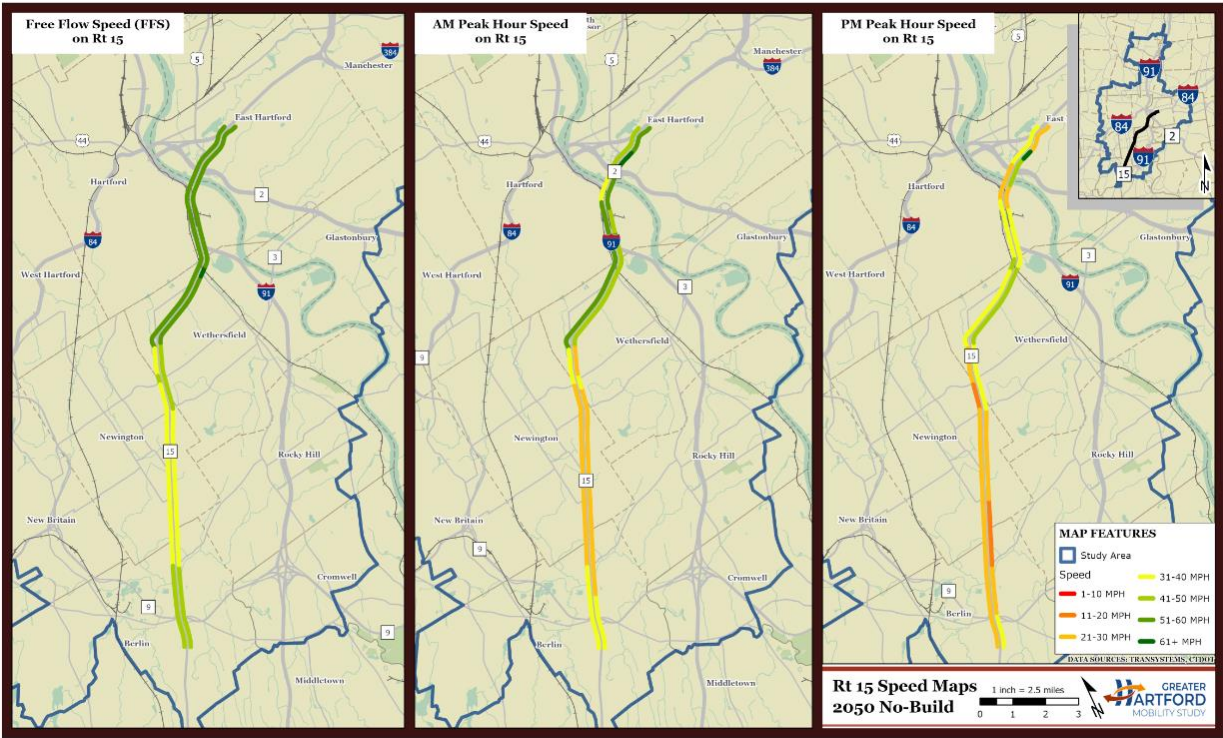 Free Flow Speed (FFS)
on Rt 15
5
384
Manchester
East Hartford
44
Hartford
2
84
Glastonbury
West Hartford
3
91
Wethersfield
Newington
15
Rocky Hill
New Britain
Cromwell
9
9
Berlin
Middletown
AM Peak Hour Speed
on Rt 15
5
Manchester
384
East Hartford
44
2
Hartford
84
91
Glastonbury
West Hartford
3
9
Wethersfield
Newington
15
Rocky Hill
New Britain
9
Cromwell
9
Berlin
Middletown
PM Peak Hour Speed
on Rt 15
5
East
44
Hartford
84
Glastonbury
West Hartford
3
91
15
Wethersfield
Newington
Rocky Hill
New Britain
9
Berlin
91
84
84
2
91
15
N
MAP FEATURES
Study Area
Speed
1-10 MPH
11-20 MPH
21-30 MPH
31-40 MPH
41-50 MPH
51-60 MPH
61+ MPH
DATA SOURCES: TRANSYSTEMS, CTDOT
Rt 15 Speed Maps
2050 No-Build
1 inch = 2.5 miles
0 1 2 3
N
GREATER
HARTFORD
MOBILITY STUDY